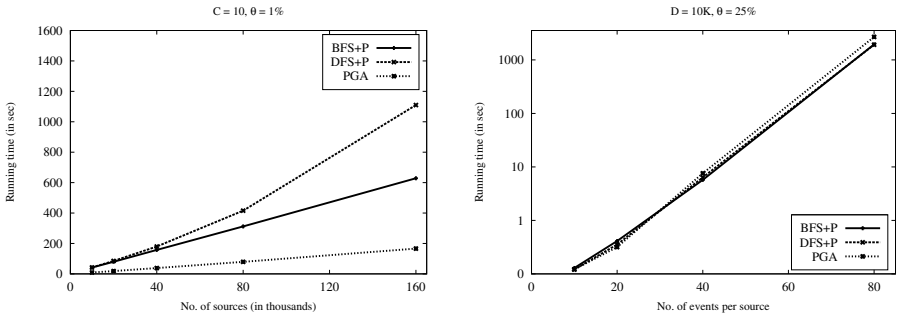 C = 10, θ = 1%
1600
1400
1200
1000
800
600
400
200
0
0 40 80 120 160
Running time (in sec)
No. of sources (in thousands)
BFS+P
DFS+P
PGA
D = 10K, θ = 25%
1000
100
10
1
0
0 20 40 60 80
Running time (in sec)
No. of events per source
BFS+P
DFS+P
PGA